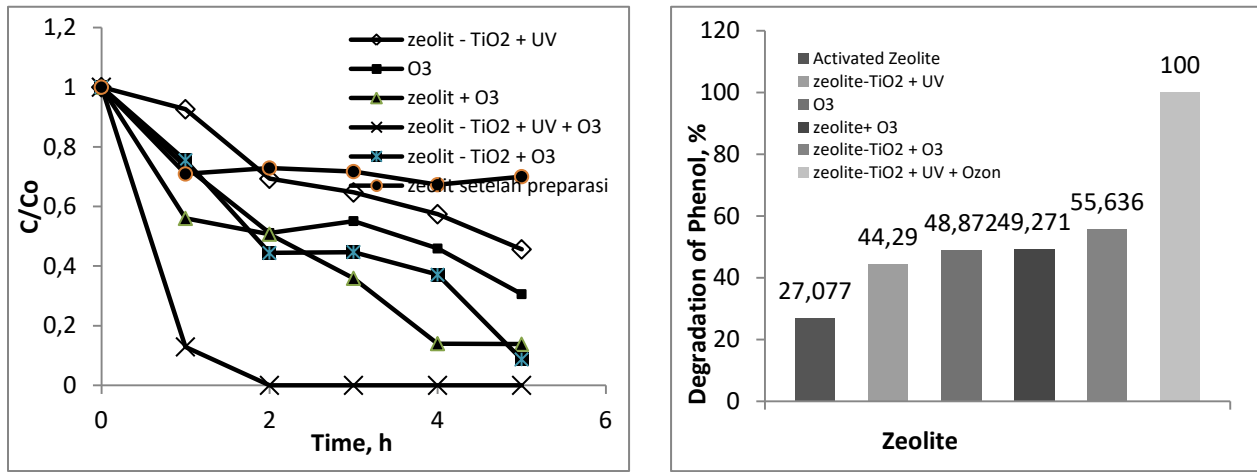 1,2
1
0,8
0,6
0,4
0,2
0
0
2
4
6
C/Co
Time, h
zeolit - TiO2 + UV
O3
zeolit + O3
zeolit - TiO2 + UV + O3
zeolit - TiO2 + O3
zeolit setelah preparasi
120
100
80
60
40
20
0
Degradation of Phenol, %
Activated Zeolite
zeolite-TiO2 + UV
O3
zeolite+ O3
zeolite-TiO2 + O3
zeolite-TiO2 + UV + Ozon
27,077
44,29
48,872
49,271
55,636
100
Zeolite